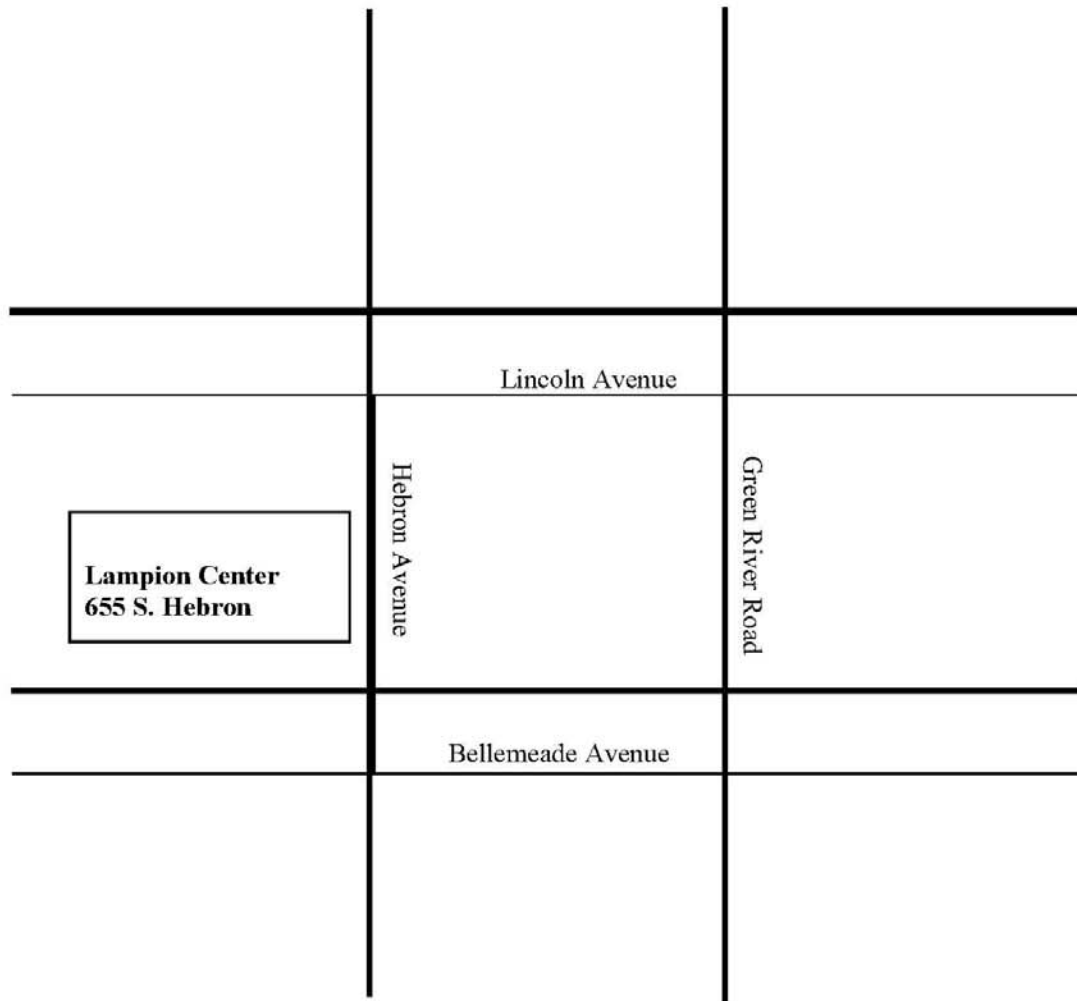 Lincoln Avenue
Hebron Avenue
Green River Road
Lampion Center
655 S. Hebron
Bellemeade Avenue